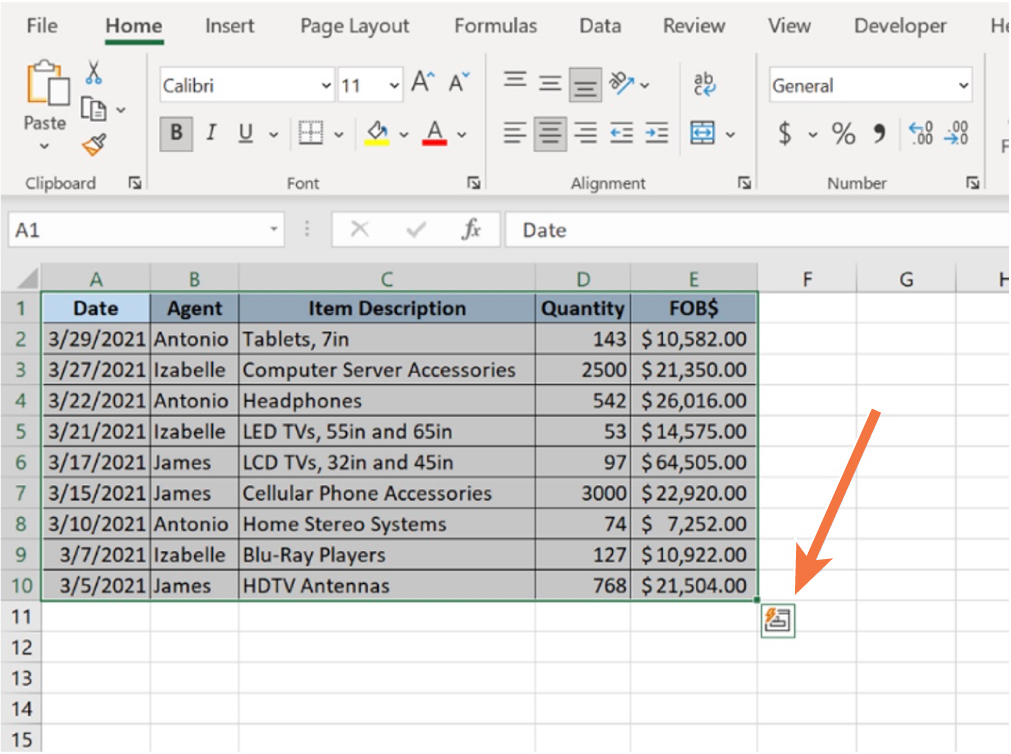 File Home Insert Page Layout Formulas Data Review View Developer He
Calibri 11 A A ab General
Paste B I U A $ % 9 .00 .00
Clipboard Font Alignment Number
A1 fx Date
A B C D E F G H
1 Date Agent Item Description Quantity FOB$
2 3/29/2021 Antonio Tablets, 7in 143 $ 10,582.00
3 3/27/2021 Izabelle Computer Server Accessories 2500 $ 21,350.00
4 3/22/2021 Antonio Headphones 542 $ 26,016.00
5 3/21/2021 Izabelle LED TVs, 55in and 65in 53 $ 14,575.00
6 3/17/2021 James LCD TVs, 32in and 45in 97 $ 64,505.00
7 3/15/2021 James Cellular Phone Accessories 3000 $ 22,920.00
8 3/10/2021 Antonio Home Stereo Systems 74 $ 7,252.00
9 3/7/2021 Izabelle Blu-Ray Players 127 $ 10,922.00
10 3/5/2021 James HDTV Antennas 768 $ 21,504.00
11
12
13
14
15